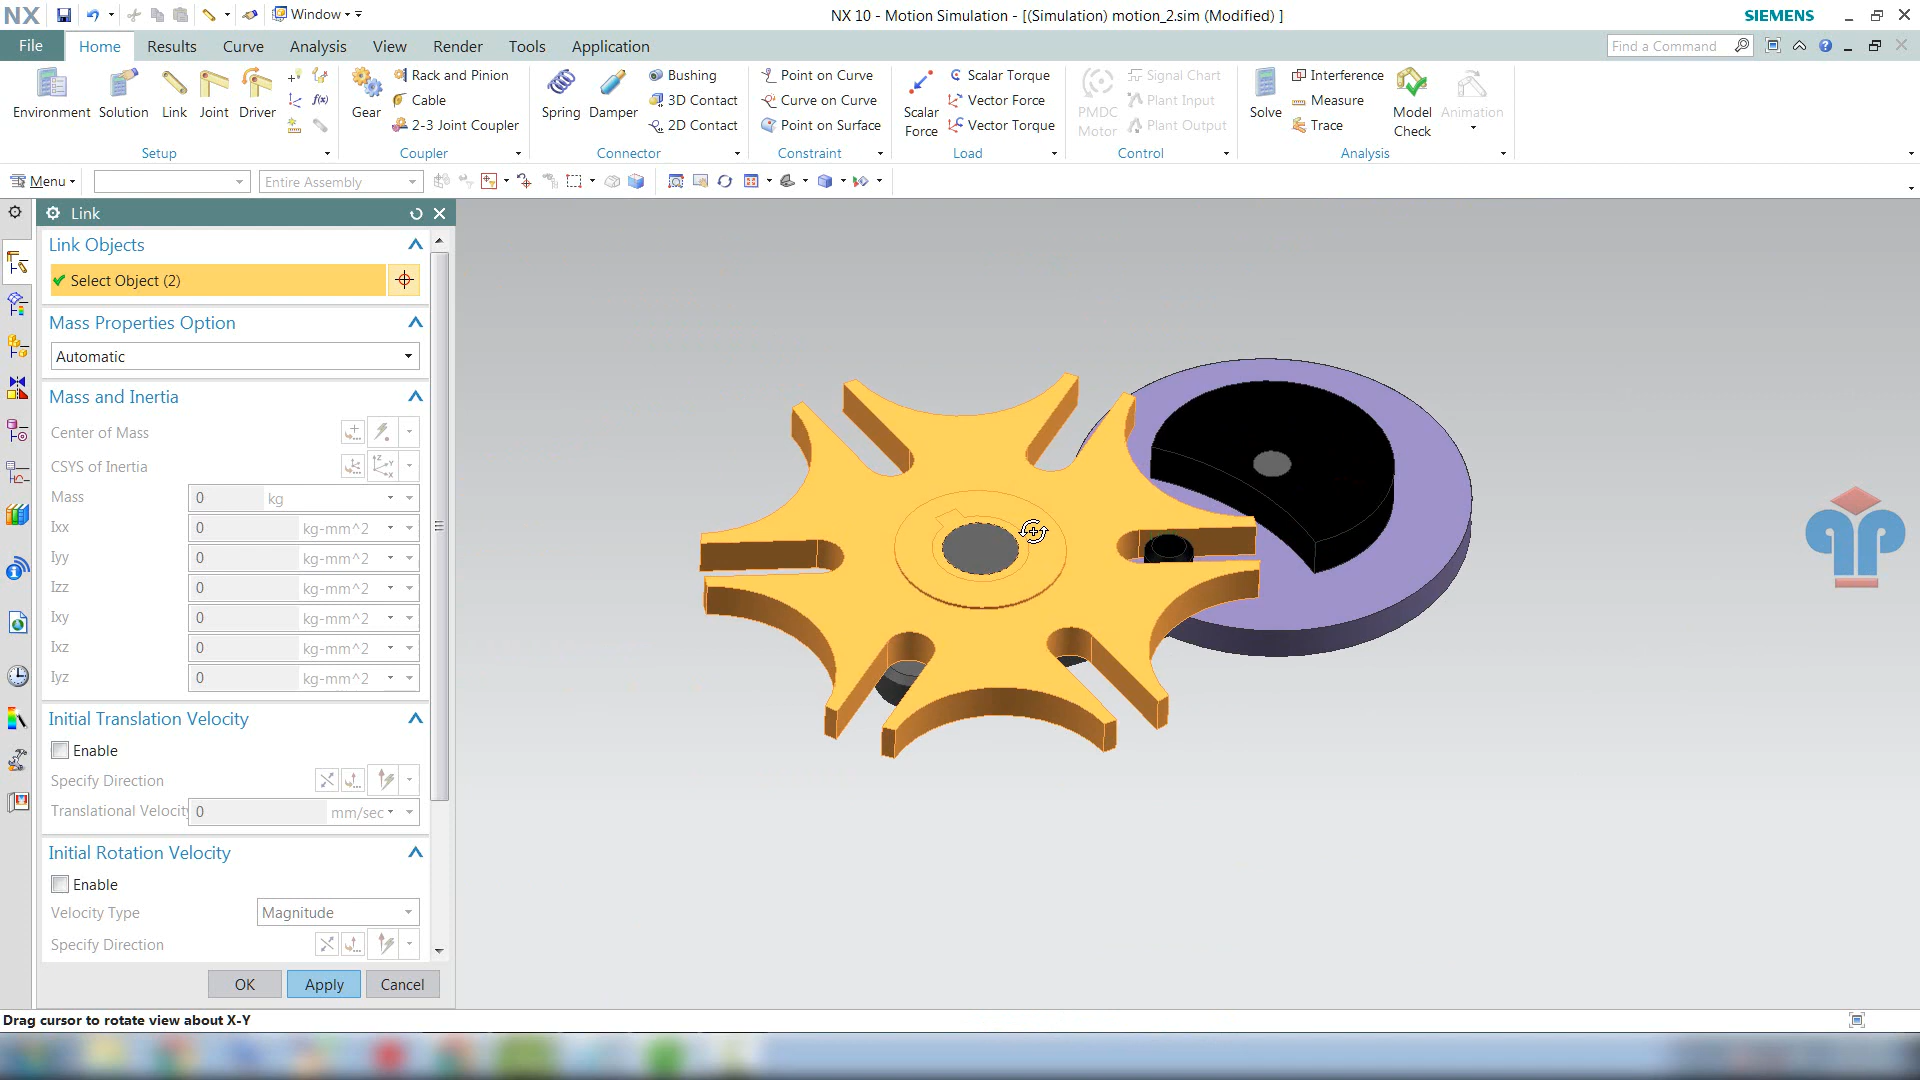 NX
Window
NX 10 - Motion Simulation - [(Simulation) motion_2.sim (Modified) ]
SIEMENS
File
Home
Results
Curve
Analysis
View
Render
Tools
Application
Find a Command
Environment
Solution
Link
Joint
Driver
f(x)
Setup
Gear
Rack and Pinion
Cable
2-3 Joint Coupler
Coupler
Spring
Damper
Bushing
3D Contact
2D Contact
Connector
Point on Curve
Curve on Curve
Point on Surface
Constraint
Scalar
Force
Scalar Torque
Vector Force
Vector Torque
Load
PMDC
Motor
Signal Chart
Plant Input
Plant Output
Control
Solve
Interference
Measure
Trace
Model
Check
Animation
Analysis
Menu
Entire Assembly
Link
Link Objects
Select Object (2)
Mass Properties Option
Automatic
Mass and Inertia
Center of Mass
CSYS of Inertia
Mass
0
kg
Ixx
0
kg-mm^2
Iyy
0
kg-mm^2
Izz
0
kg-mm^2
Ixy
0
kg-mm^2
Ixz
0
kg-mm^2
Iyz
0
kg-mm^2
Initial Translation Velocity
Enable
Specify Direction
Translational Velocity
0
mm/sec
Initial Rotation Velocity
Enable
Velocity Type
Magnitude
Specify Direction
OK
Apply
Cancel
Drag cursor to rotate view about X-Y